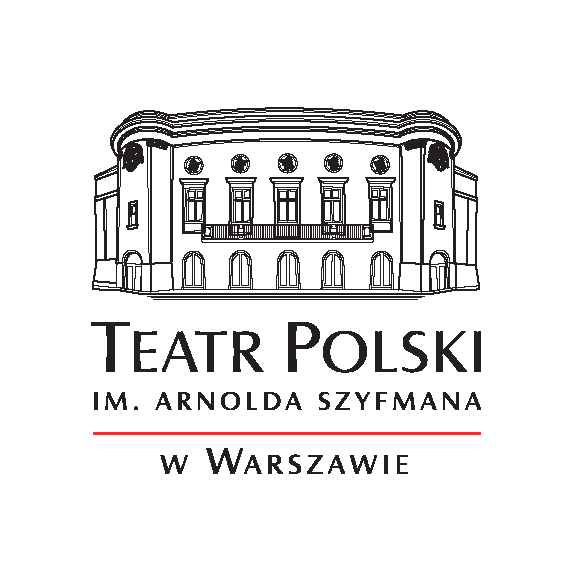 TEATR POLSKI
IM. ARNOLDA SZYFMANA
W WARSZAWIE